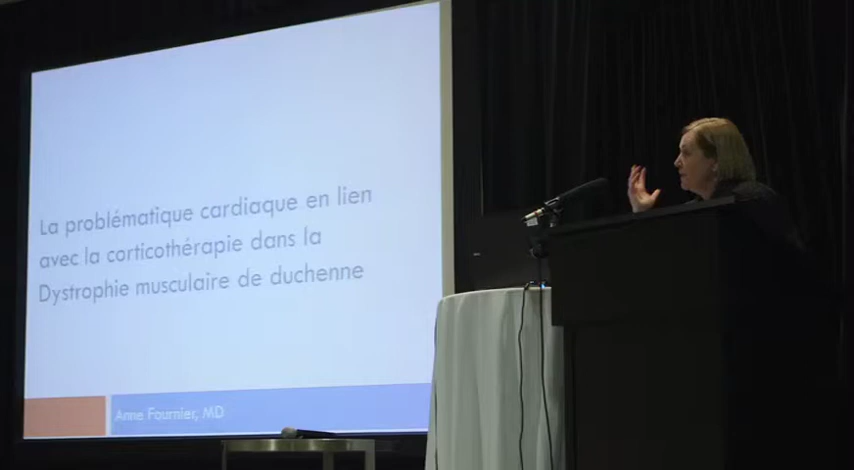 La problématique cardiaque en lien
avec la corticothérapie dans la
Dystrophie musculaire de duchenne
Anne Fournier, MD